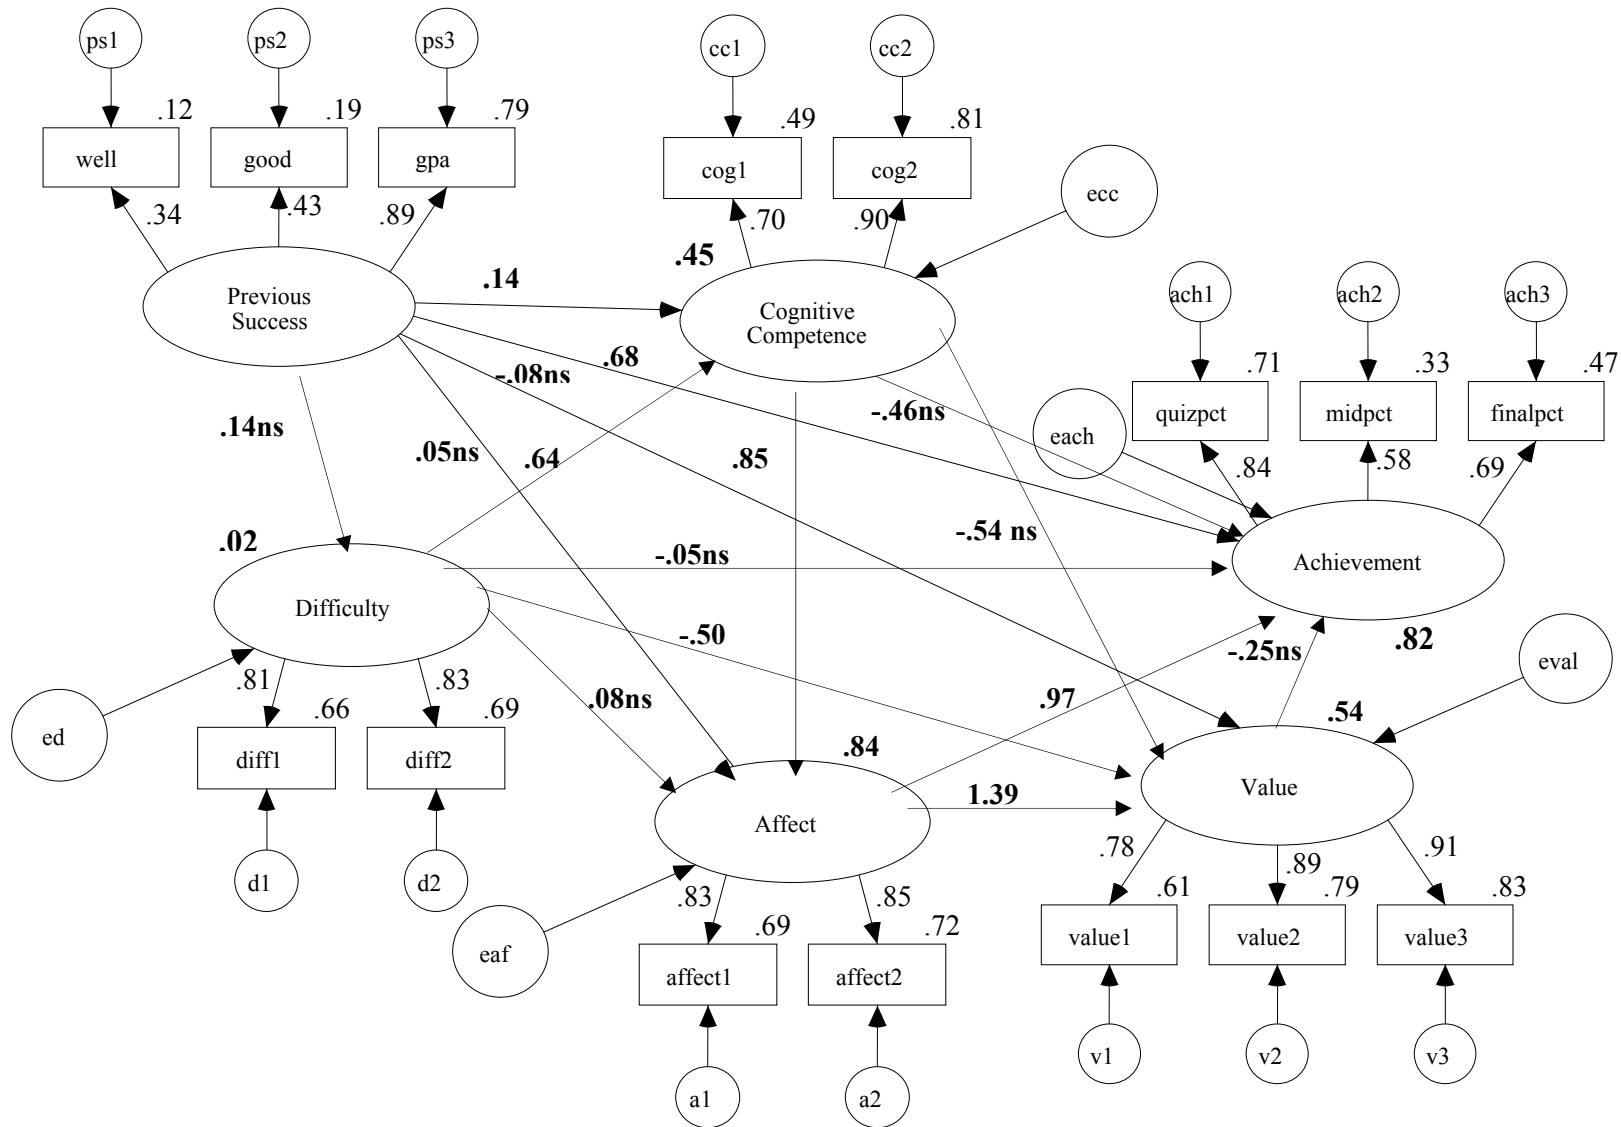 ps1
ps2
ps3
cc1
cc2
.12
.19
.79
.49
.81
well
good
gpa
cog1
cog2
ecc
.34
.43
.89
.70
.90
.45
Previous
Success
.14
Cognitive
Competence
ach1
ach2
ach3
.68
-.08ns
.71
.33
.47
-.46ns
quizpct
midpct
finalpct
each
.14ns
.05ns
.64
.85
.84
.58
.69
.02
-.05ns
-.54 ns
Achievement
Difficulty
-.50
-.25ns
.82
eval
.81
.83
.08ns
.97
.54
ed
.66
.69
.84
diff1
diff2
1.39
Value
Affect
.78
.89
.91
d1
d2
.83
.85
.61
.79
.83
eaf
.69
.72
value1
value2
value3
affect1
affect2
v1
v2
v3
a1
a2